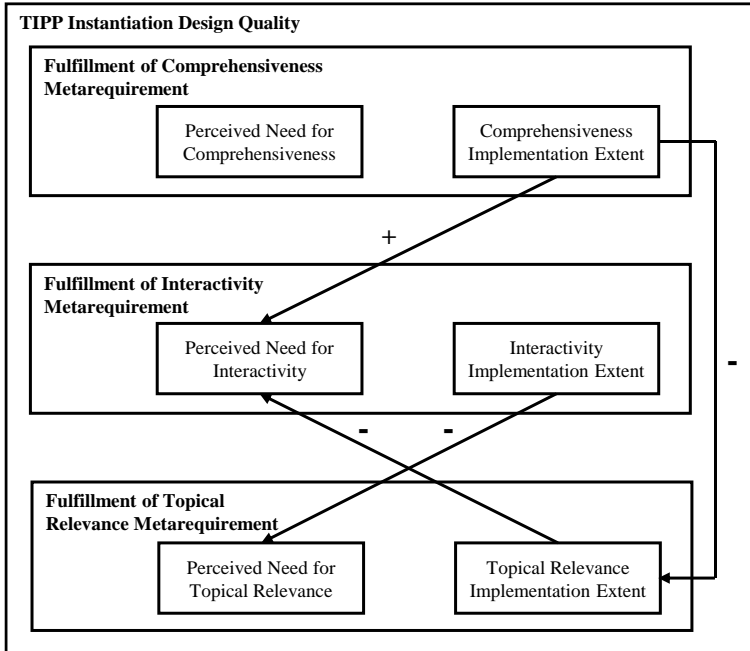 TIPP Instantiation Design Quality
Fulfillment of Comprehensiveness
Metarequirement
Perceived Need for
Comprehensiveness
Comprehensiveness
Implementation Extent
+
Fulfillment of Interactivity
Metarequirement
Perceived Need for
Interactivity
Interactivity
Implementation Extent
-
-
-
Fulfillment of Topical
Relevance Metarequirement
Perceived Need for
Topical Relevance
Topical Relevance
Implementation Extent